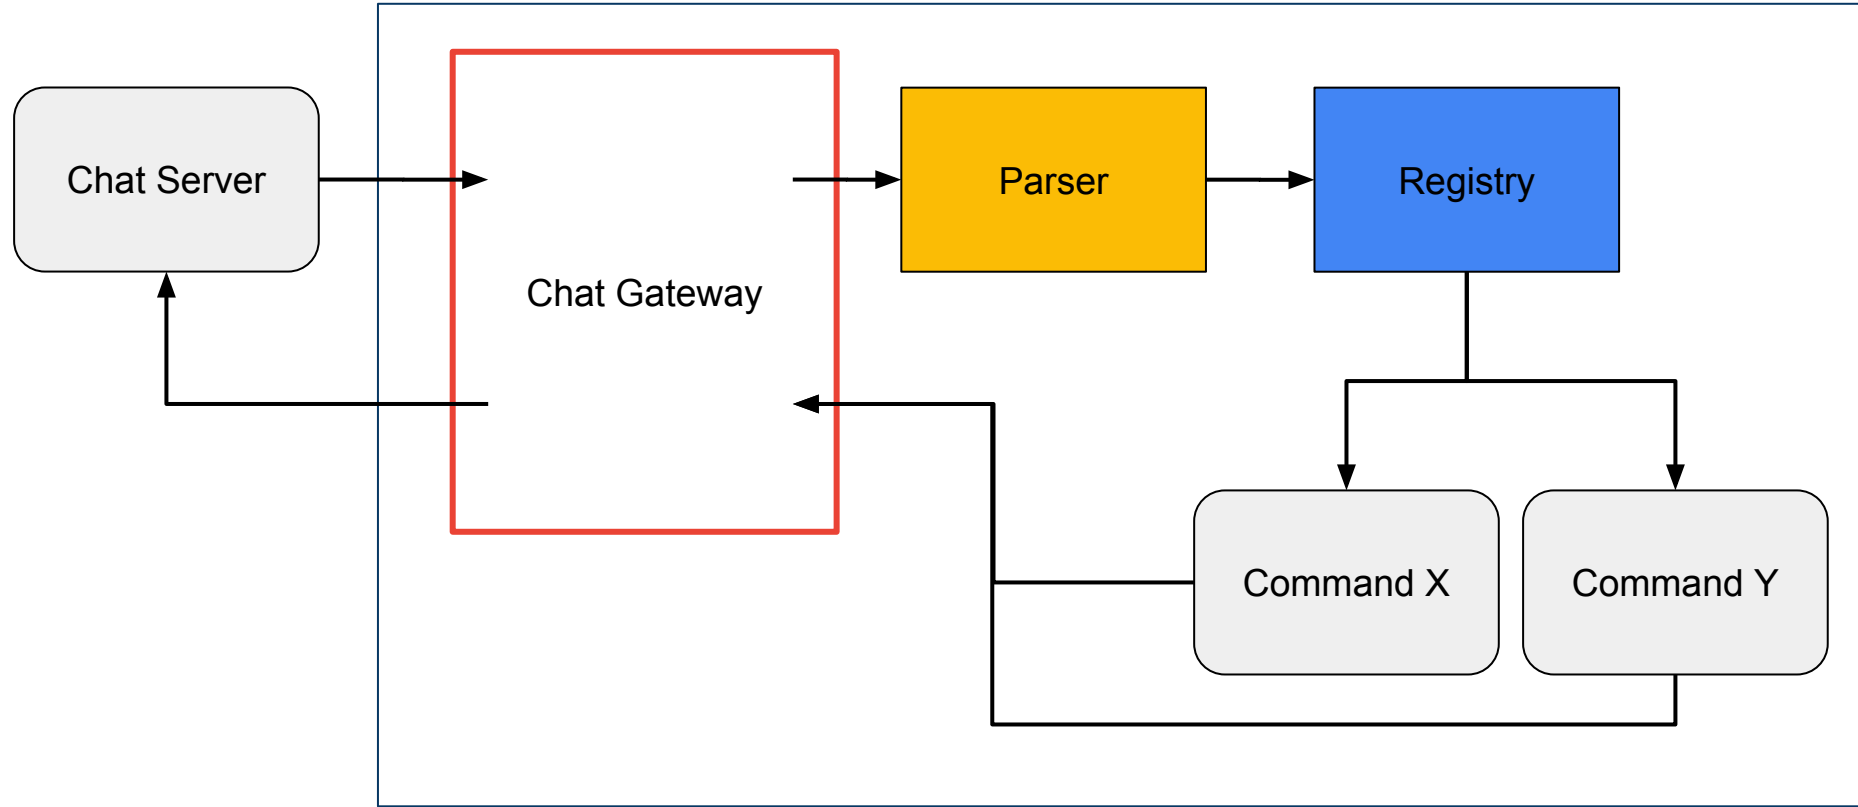 Chat Server
Chat Gateway
Parser
Registry
Command X
Command Y